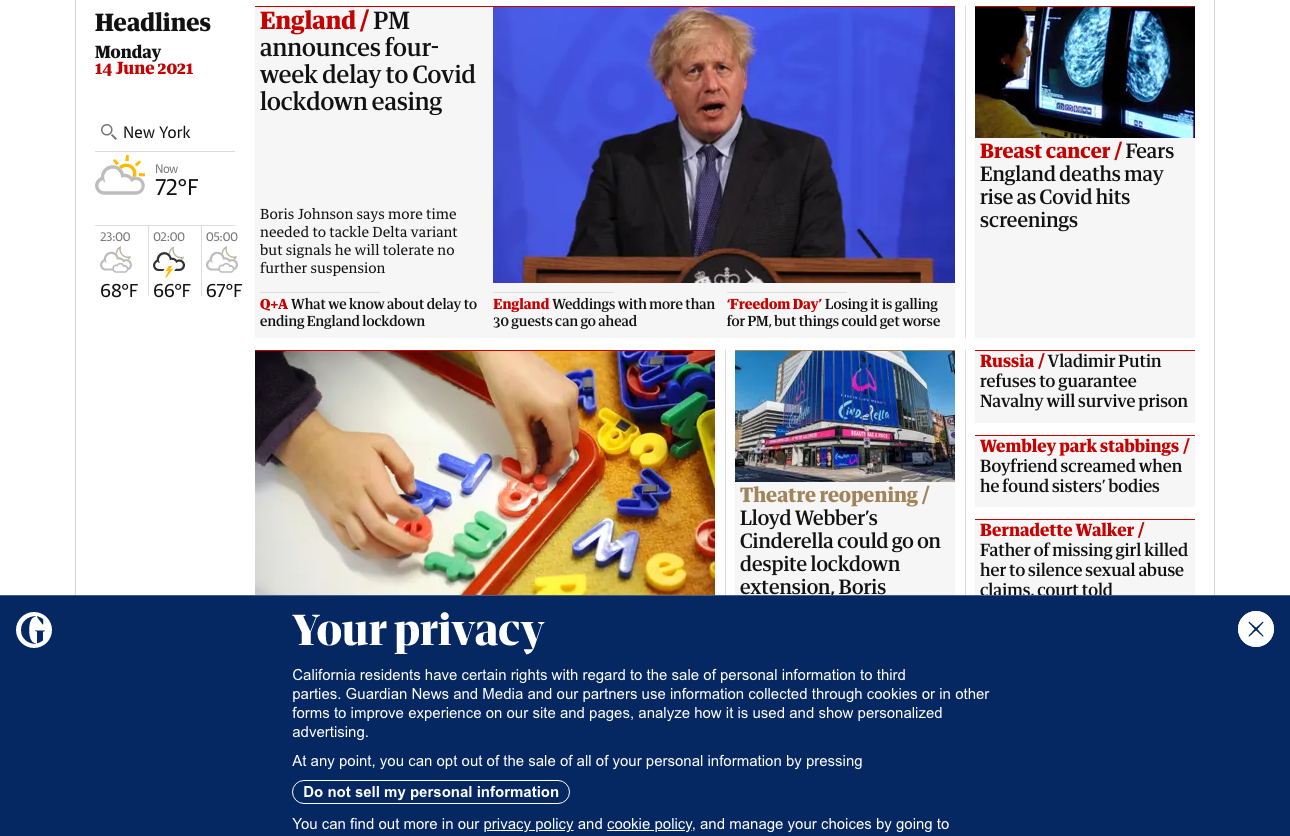 Headlines
Monday
14 June 2021
New York
Now
72°F
23:00
02:00
05:00
68°F
66°F
67°F
England / PM
announces four-
week delay to Covid
lockdown easing
Boris Johnson says more time
needed to tackle Delta variant
but signals he will tolerate no
further suspension
Q+A What we know about delay to
ending England lockdown
England Weddings with more than
30 guests can go ahead
‘Freedom Day’ Losing it is galling
for PM, but things could get worse
Breast cancer / Fears
England deaths may
rise as Covid hits
screenings
Cinderella
Theatre reopening /
Lloyd Webber’s
Cinderella could go on
despite lockdown
extension, Boris
Russia / Vladimir Putin
refuses to guarantee
Navalny will survive prison
Wembley park stabbings /
Boyfriend screamed when
he found sisters’ bodies
Bernadette Walker /
Father of missing girl killed
her to silence sexual abuse
claims, court told
G
Your privacy
California residents have certain rights with regard to the sale of personal information to third
parties. Guardian News and Media and our partners use information collected through cookies or in other
forms to improve experience on our site and pages, analyze how it is used and show personalized
advertising.
At any point, you can opt out of the sale of all of your personal information by pressing
Do not sell my personal information
You can find out more in our privacy policy and cookie policy, and manage your choices by going to